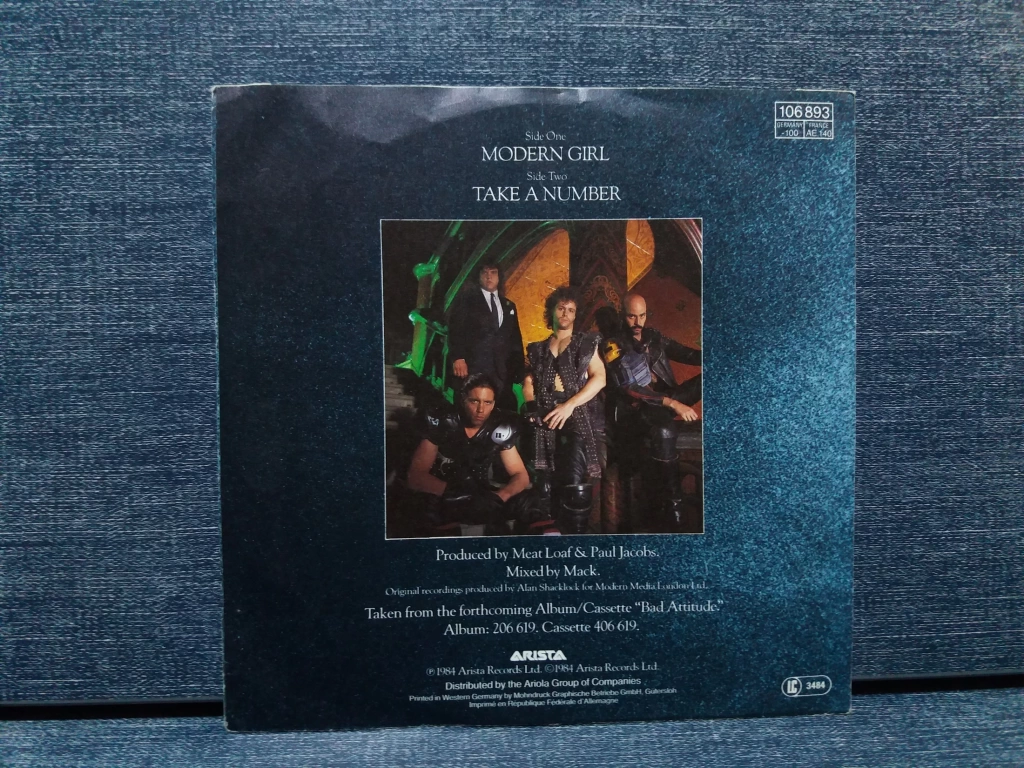 106 893
GERMANY FRANCE
-100 AE 140
Side One
MODERN GIRL
Side Two
TAKE A NUMBER
Produced by Meat Loaf & Paul Jacobs.
Mixed by Mack.
Original recordings produced by Alan Shacklock for Modern Media London Ltd.
Taken from the forthcoming Album/Cassette “Bad Attitude.”
Album: 206 619. Cassette 406 619.
ARISTA
℗1984 Arista Records Ltd. ©1984 Arista Records Ltd.
Distributed by the Ariola Group of Companies
Printed in Western Germany by Mohndruck Graphische Betriebe GmbH, Gütersloh
Imprimé en République Fédérale d'Allemagne
LC 3484